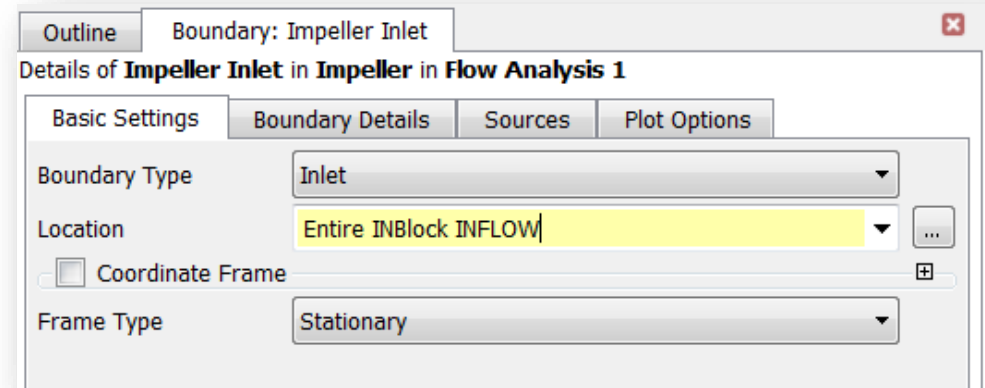 Outline Boundary: Impeller Inlet
Details of Impeller Inlet in Impeller in Flow Analysis 1
Basic Settings Boundary Details Sources Plot Options
Boundary Type Inlet
Location Entire INBlock INFLOW ...
Coordinate Frame
Frame Type Stationary